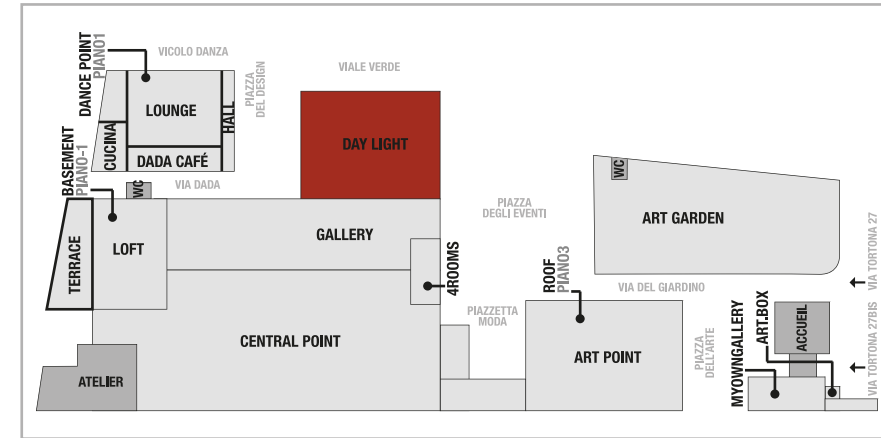 DANCE POINT
PIANO1
VICOLO DANZA
PIAZZA
DEL DESIGN
VIALE VERDE
LOUNGE
HALL
CUCINA
DADA CAFÉ
DAY LIGHT
BASEMENT
PIANO-1
WC
VIA DADA
TERRACE
LOFT
GALLERY
4ROOMS
CENTRAL POINT
ATELIER
PIAZZA
DEGLI EVENTI
PIAZZETTA
MODA
WC
ART GARDEN
ROOF
PIANO3
VIA DEL GIARDINO
ART POINT
PIAZZA
DELL'ARTE
MYOWNGALLERY
ART.BOX
ACCUEIL
VIA TORTONA 27
VIA TORTONA 27BIS